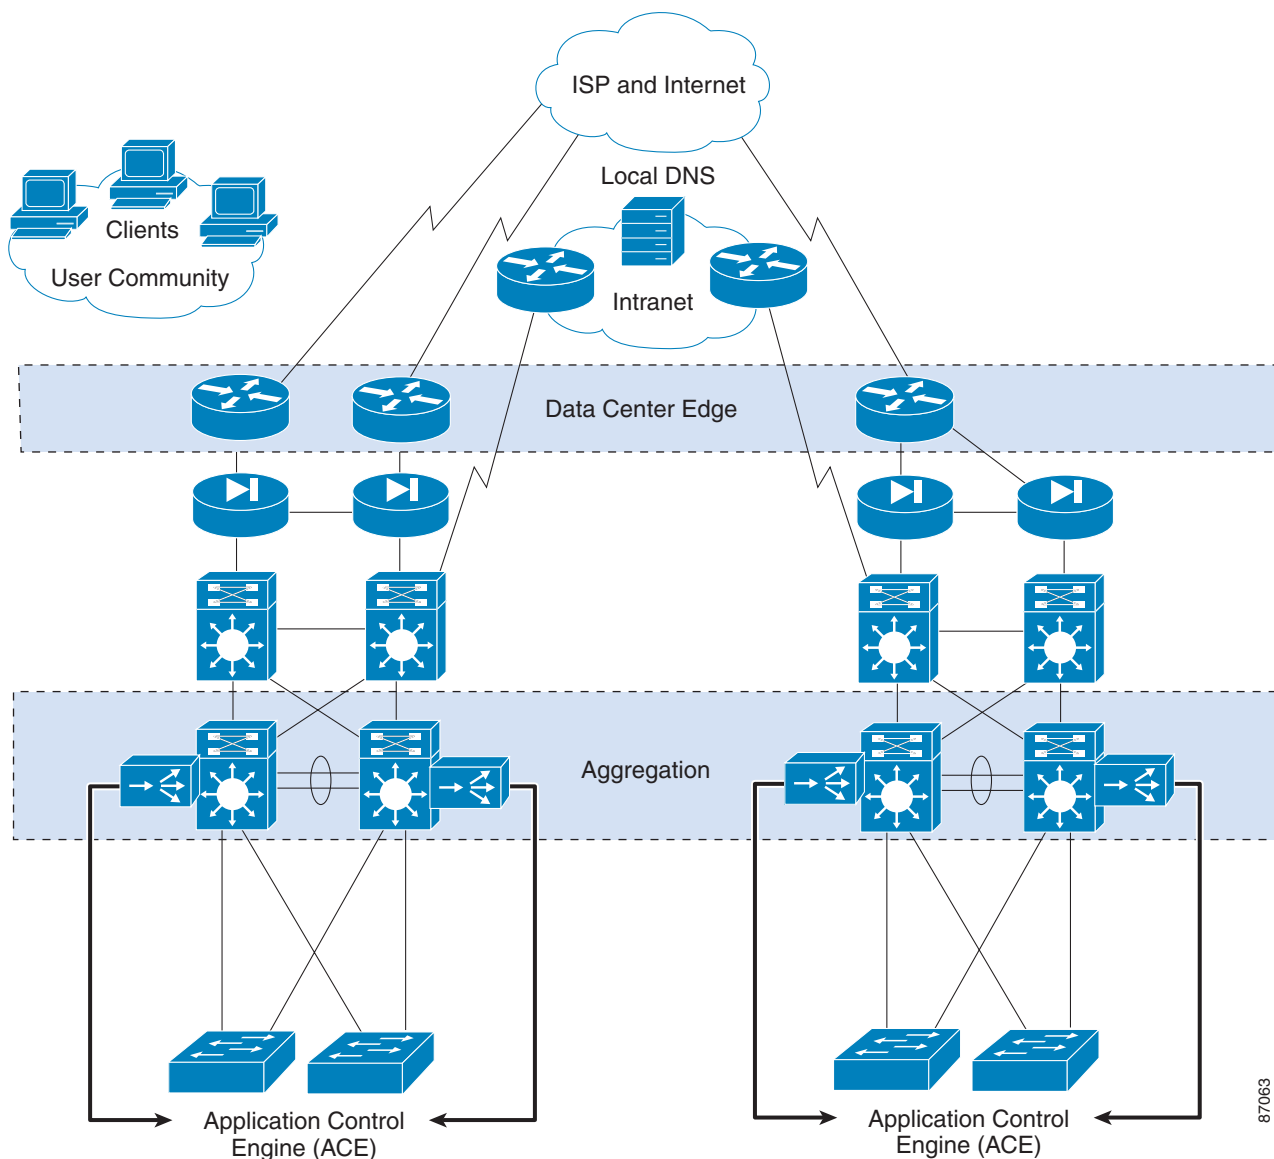 ISP and Internet
Local DNS
Clients
User Community
Intranet
Data Center Edge
Aggregation
Application Control
Engine (ACE)
Application Control
Engine (ACE)
87063